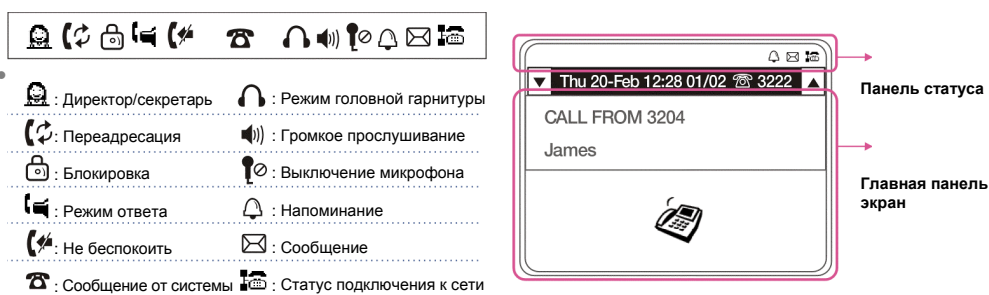 : Директор/секретарь
: Режим головной гарнитуры
: Переадресация
: Громкое прослушивание
: Блокировка
: Выключение микрофона
: Режим ответа
: Напоминание
: Не беспокоить
: Сообщение
: Сообщение от системы
: Статус подключения к сети
Thu 20-Feb 12:28 01/02 ☏ 3222
CALL FROM 3204
James
Панель статуса
Главная панель
экран